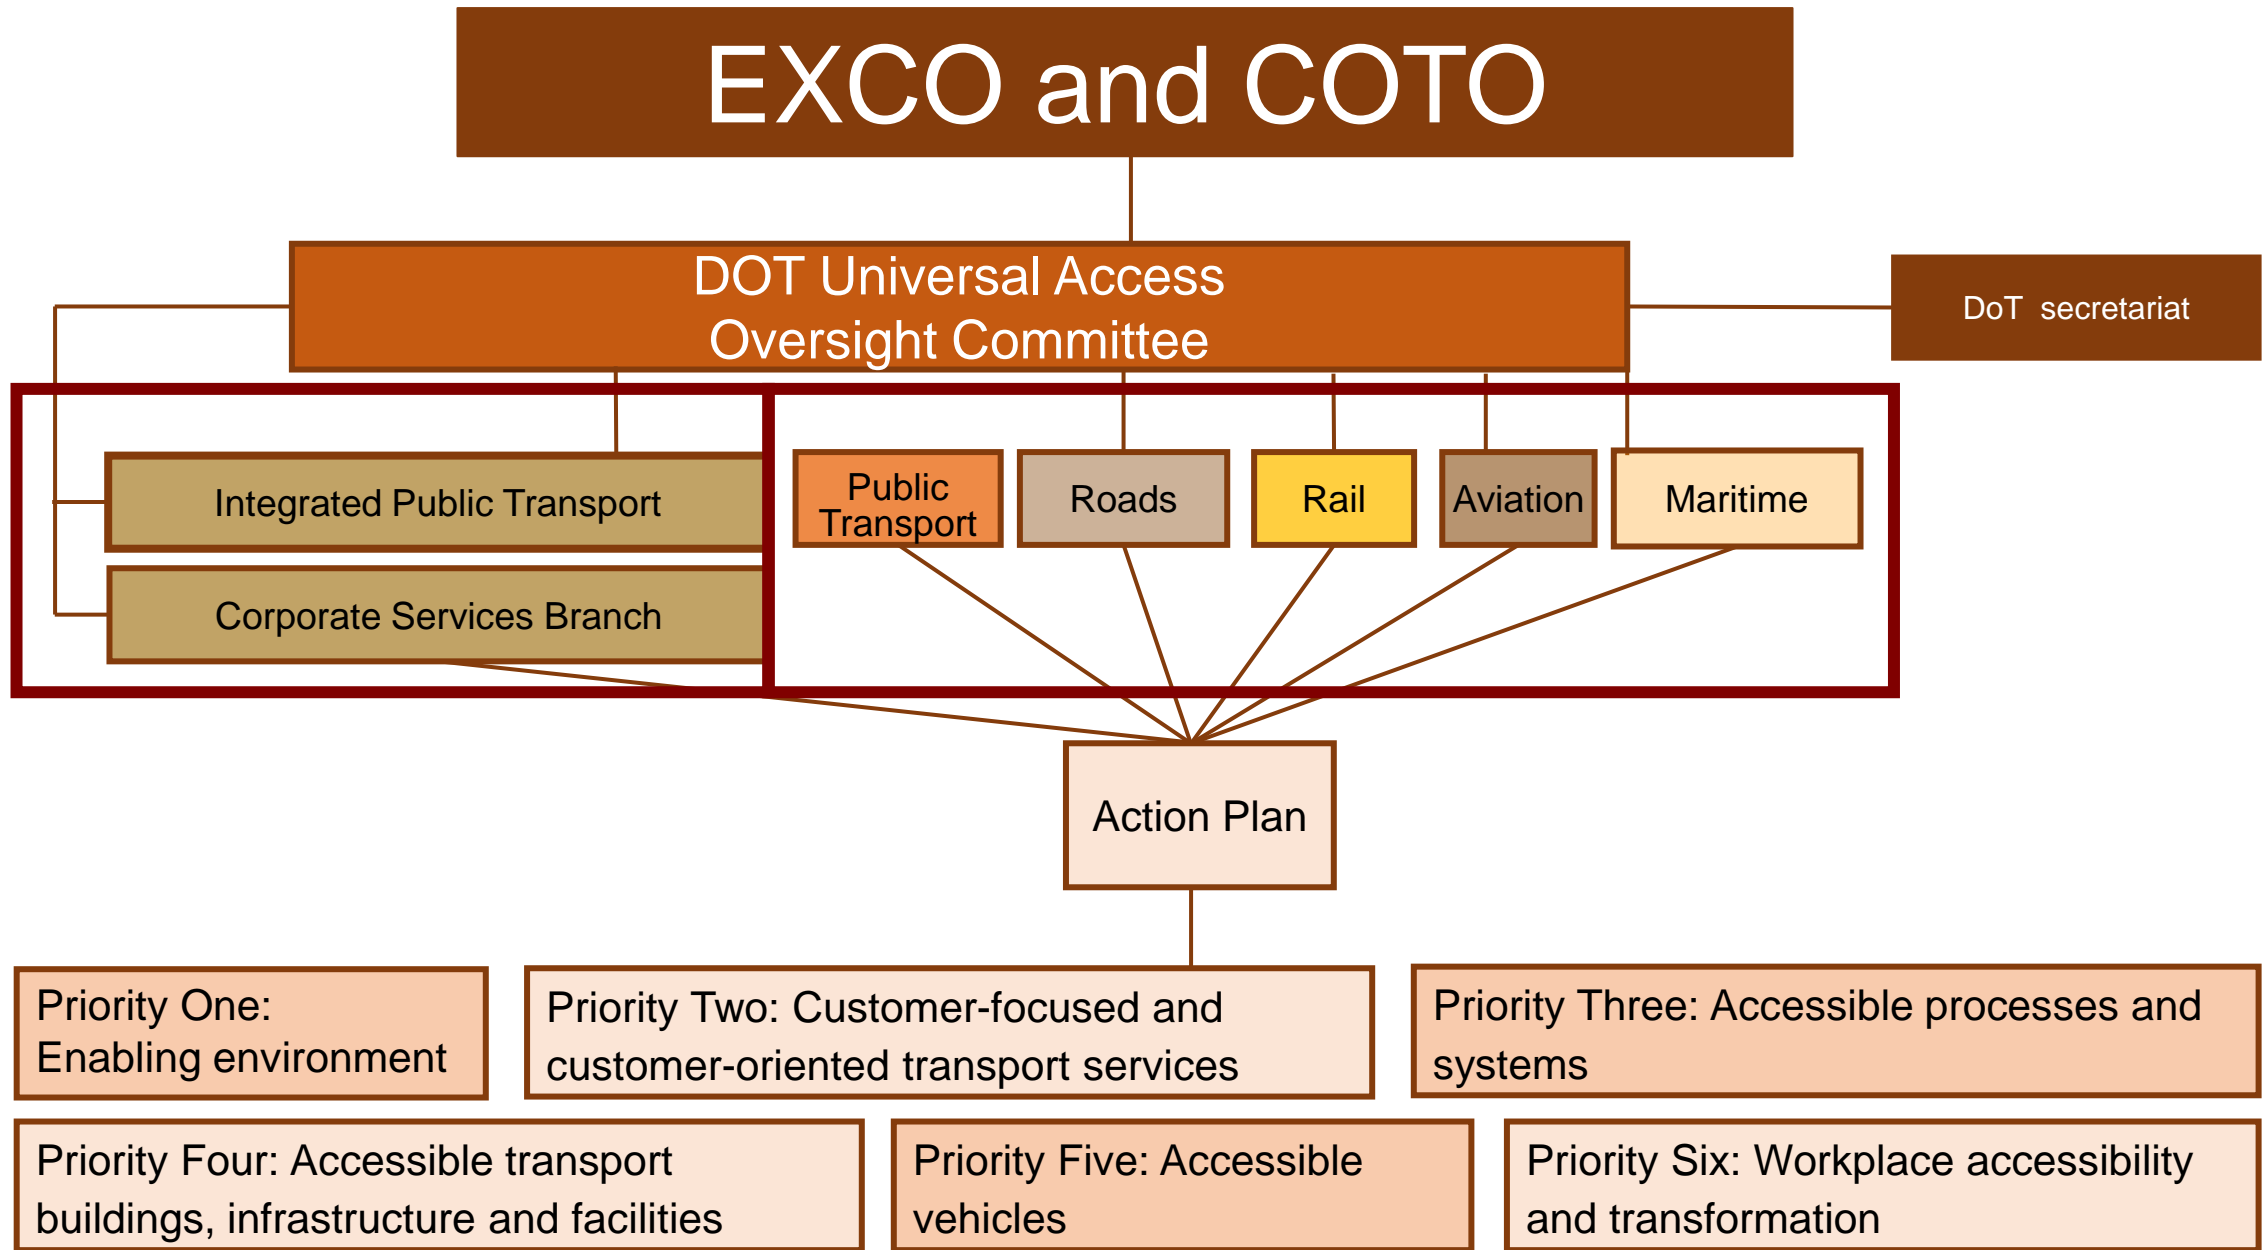 EXCO and COTO
DOT Universal Access
Oversight Committee
DoT secretariat
Integrated Public Transport
Corporate Services Branch
Public
Transport
Roads
Rail
Aviation
Maritime
Action Plan
Priority One:
Enabling environment
Priority Two: Customer-focused and
customer-oriented transport services
Priority Three: Accessible processes and
systems
Priority Four: Accessible transport
buildings, infrastructure and facilities
Priority Five: Accessible
vehicles
Priority Six: Workplace accessibility
and transformation